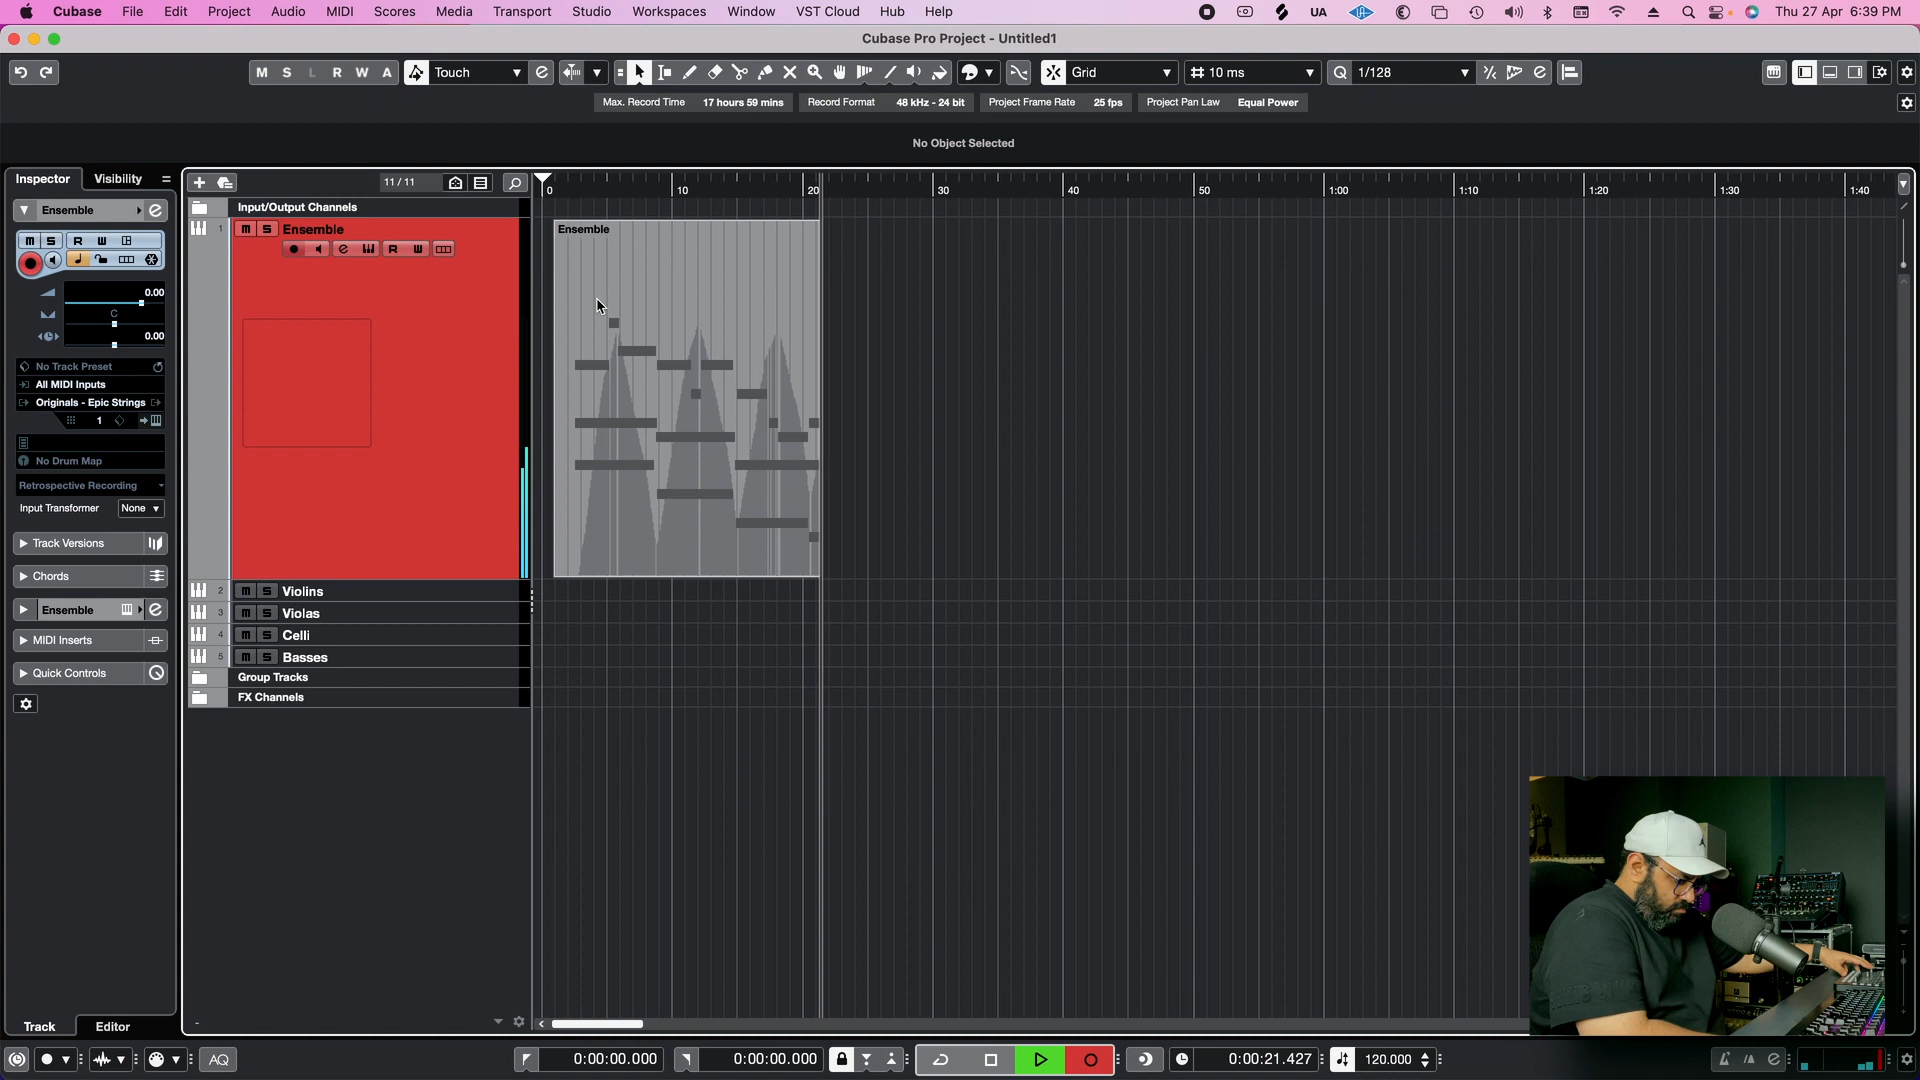 Cubase File Edit Project Audio MIDI Scores Media Transport Studio Workspaces Window VST Cloud Hub Help UA Thu 27 Apr 6:39 PM
Cubase Pro Project - Untitled1
M S L R W A Touch Grid 10 ms Q 1/128
Max. Record Time 17 hours 59 mins Record Format 48 kHz - 24 bit Project Frame Rate 25 fps Project Pan Law Equal Power
No Object Selected
Inspector Visibility
11 / 11
0 10 20 30 40 50 1:00 1:10 1:20 1:30 1:40
Ensemble
Input/Output Channels
1 m S Ensemble
Ensemble
R W
M S R W
0.00
C
0.00
No Track Preset
All MIDI Inputs
Originals - Epic Strings
1
No Drum Map
Retrospective Recording
Input Transformer None
Track Versions
Chords
Ensemble
MIDI Inserts
Quick Controls
2 m S Violins
3 m S Violas
4 m S Celli
5 m S Basses
Group Tracks
FX Channels
Track Editor
AQ 0:00:00.000 0:00:00.000 0:00:21.427 120.000